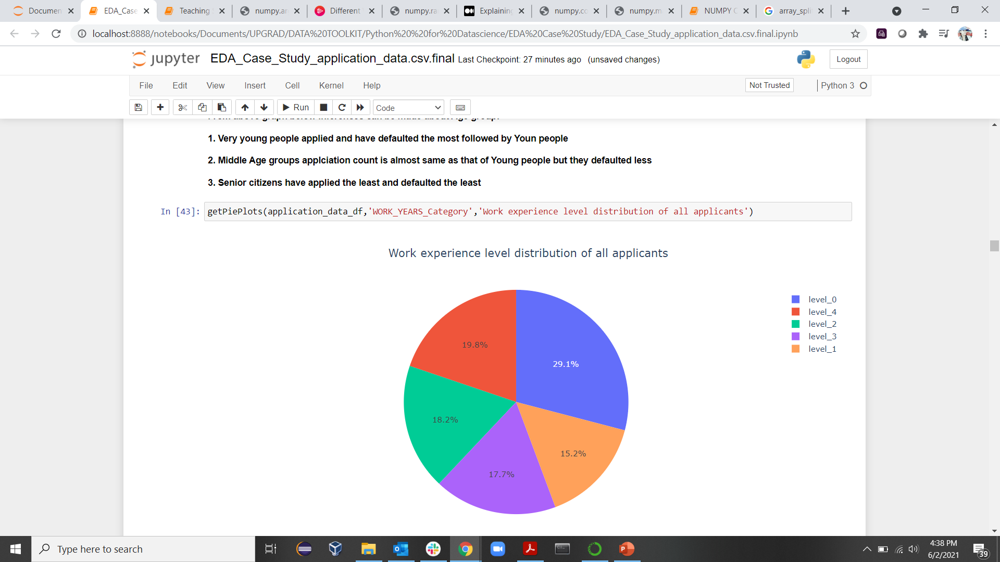 Documen
EDA_Case
Teaching
numpy.ar
Different
numpy.ra
Explaining
numpy.co
numpy.m
NUMPY C
array_spli
localhost:8888/notebooks/Documents/UPGRAD/DATA%20TOOLKIT/Python%20%20for%20Datascience/EDA%20Case%20Study/EDA_Case_Study_application_data.csv.final.ipynb
jupyter EDA_Case_Study_application_data.csv.final Last Checkpoint: 27 minutes ago (unsaved changes)
Logout
File Edit View Insert Cell Kernel Help
Not Trusted
Python 3
Run
Code
1. Very young people applied and have defaulted the most followed by Youn people
2. Middle Age groups applciation count is almost same as that of Young people but they defaulted less
3. Senior citizens have applied the least and defaulted the least
In [43]: getPiePlots(application_data_df,'WORK_YEARS_Category','Work experience level distribution of all applicants')
Work experience level distribution of all applicants
level_0
level_4
level_2
level_3
level_1
19.8%
29.1%
18.2%
15.2%
17.7%
Type here to search
4:38 PM
6/2/2021
39